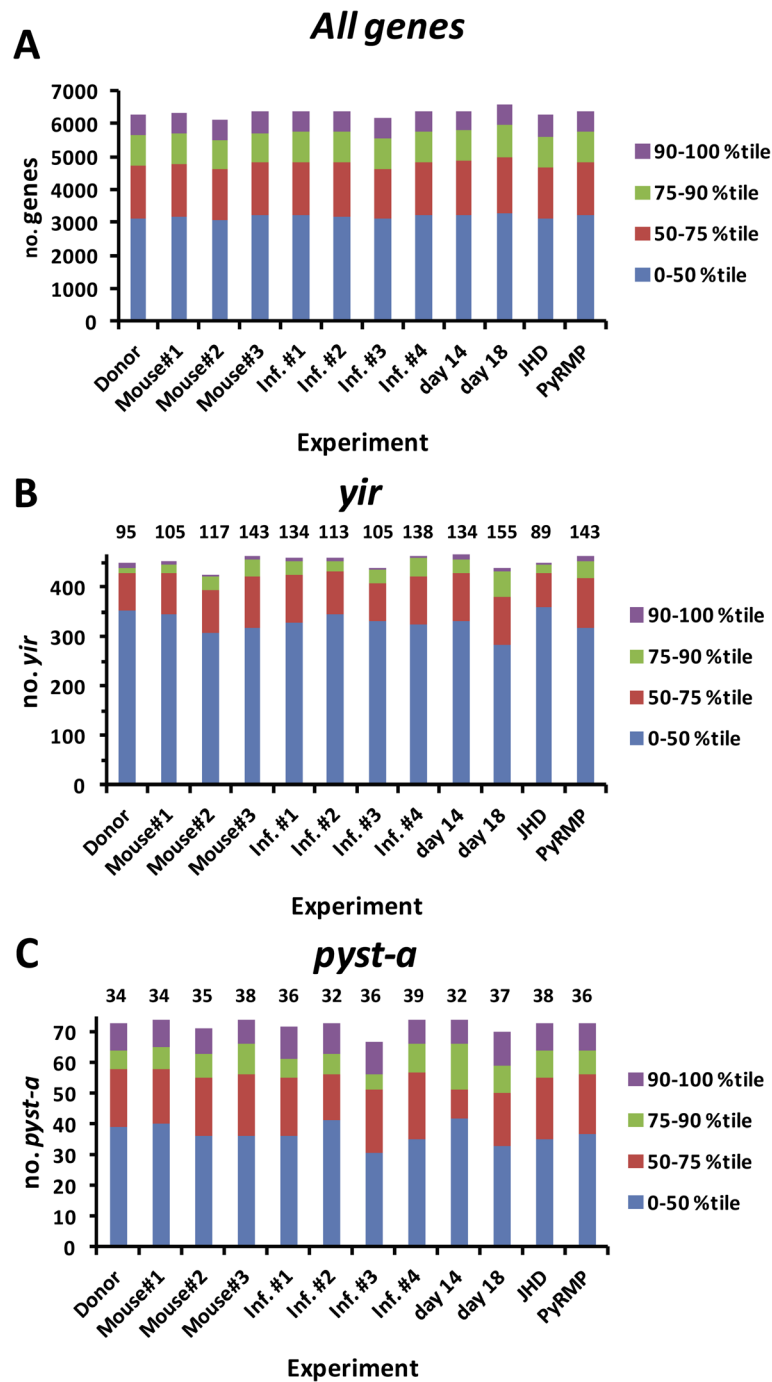 A
All genes
7000
6000
5000
4000
3000
2000
1000
0
no. genes
90-100 %tile
75-90 %tile
50-75 %tile
0-50 %tile
Donor Mouse#1 Mouse#2 Mouse#3 Inf. #1 Inf. #2 Inf. #3 Inf. #4 day 14 day 18 JHD PyRMP
Experiment
B
yir
95 105 117 143 134 113 105 138 134 155 89 143
400
300
200
100
0
no. yir
90-100 %tile
75-90 %tile
50-75 %tile
0-50 %tile
Donor Mouse#1 Mouse#2 Mouse#3 Inf. #1 Inf. #2 Inf. #3 Inf. #4 day 14 day 18 JHD PyRMP
Experiment
C
pyst-a
34 34 35 38 36 32 36 39 32 37 38 36
70
60
50
40
30
20
10
0
no. pyst-a
90-100 %tile
75-90 %tile
50-75 %tile
0-50 %tile
Donor Mouse#1 Mouse#2 Mouse#3 Inf. #1 Inf. #2 Inf. #3 Inf. #4 day 14 day 18 JHD PyRMP
Experiment